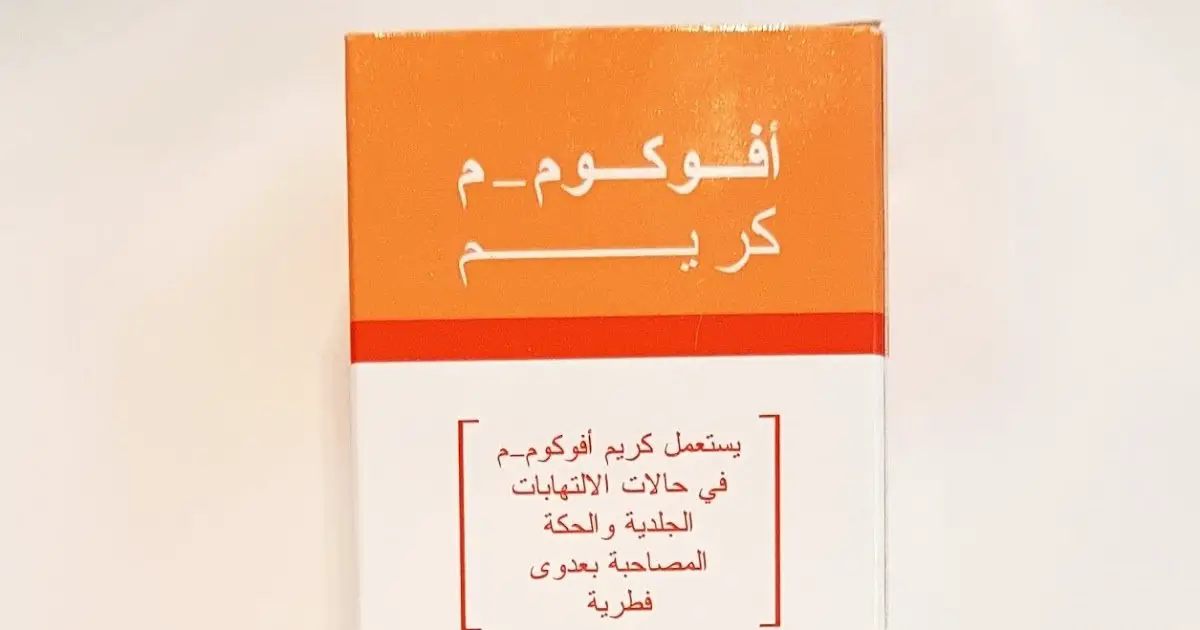 أفوكوم-م
كريم
يستعمل كريم أفوكوم-م
في حالات الالتهابات
الجلدية والحكة
المصاحبة بعدوى
فطرية